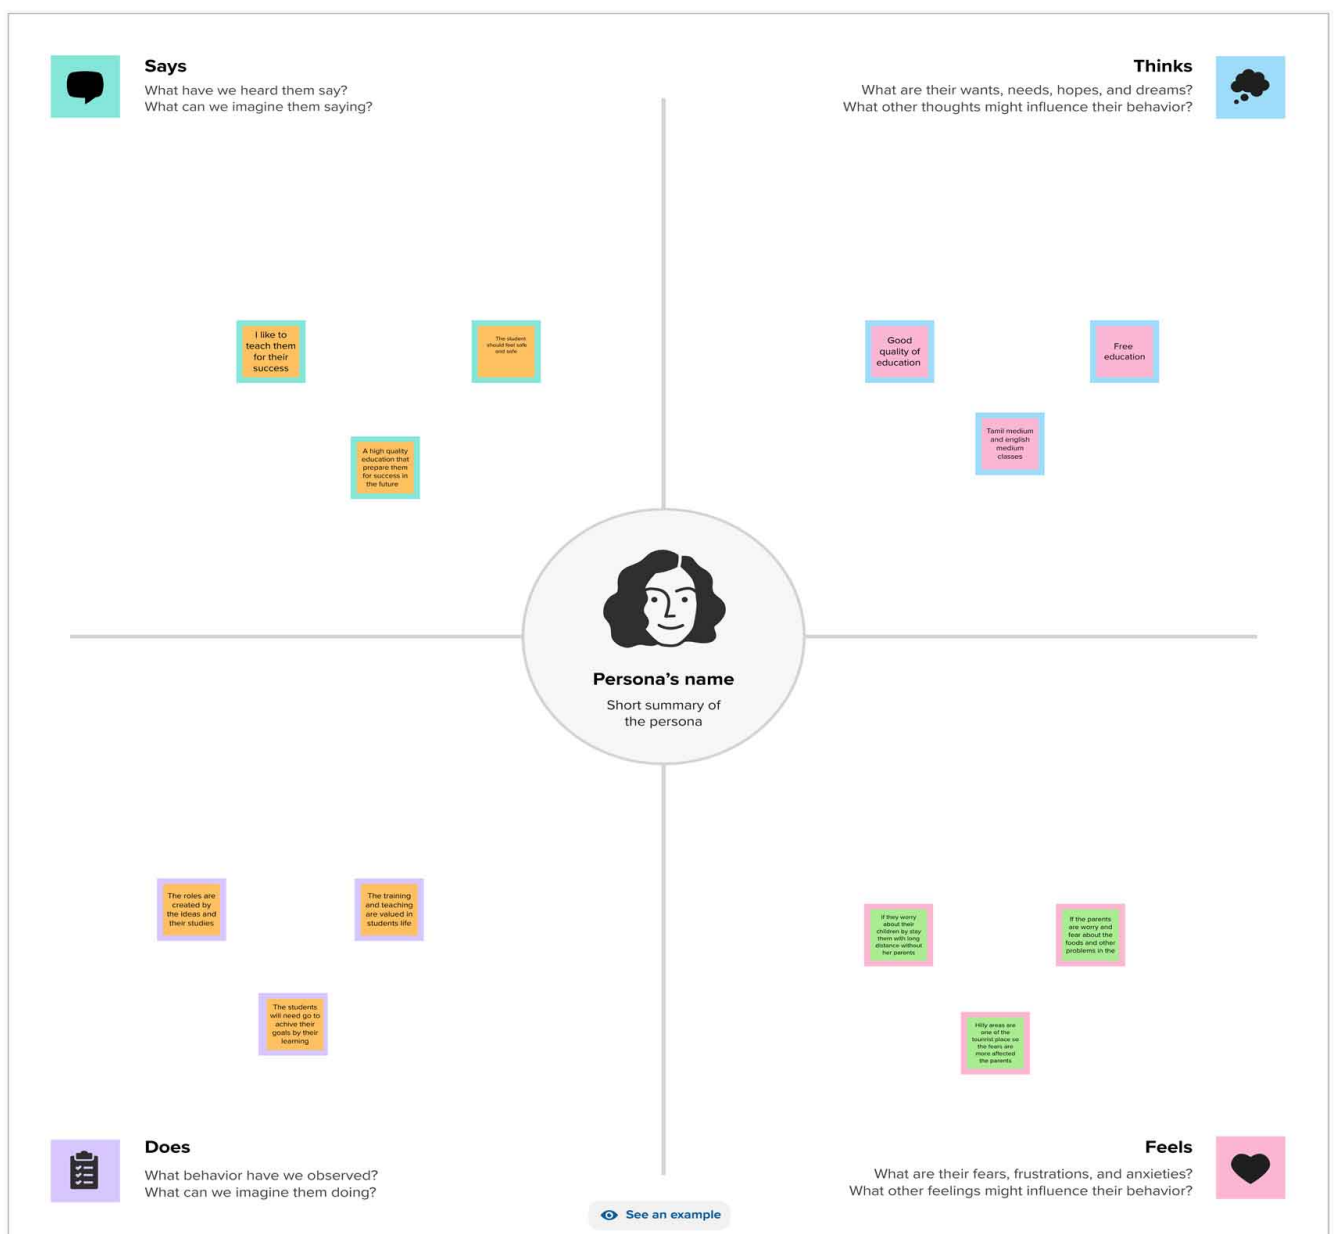 Says
What have we heard them say?
What can we imagine them saying?
Thinks
What are their wants, needs, hopes, and dreams?
What other thoughts might influence their behavior?
I like to
teach them
for their
success
The student
should feel safe
and safe
A high quality
education that
prepare them
for success in
the future
Good
quality of
education
Free
education
Tamil medium
and english
medium
classes
Persona's name
Short summary of
the persona
The roles are
created by
the ideas and
their studies
The training
and teaching
are valued in
students life
The students
will need go to
achive their
goals by their
learning
If they worry
about their
children by stay
them with long
distance without
her parents
If the parents
are worry and
fear about the
foods and other
problems in the
Hilly areas are
one of the
tourrist place so
the fears are
more affected
the parents
Does
What behavior have we observed?
What can we imagine them doing?
Feels
What are their fears, frustrations, and anxieties?
What other feelings might influence their behavior?
See an example